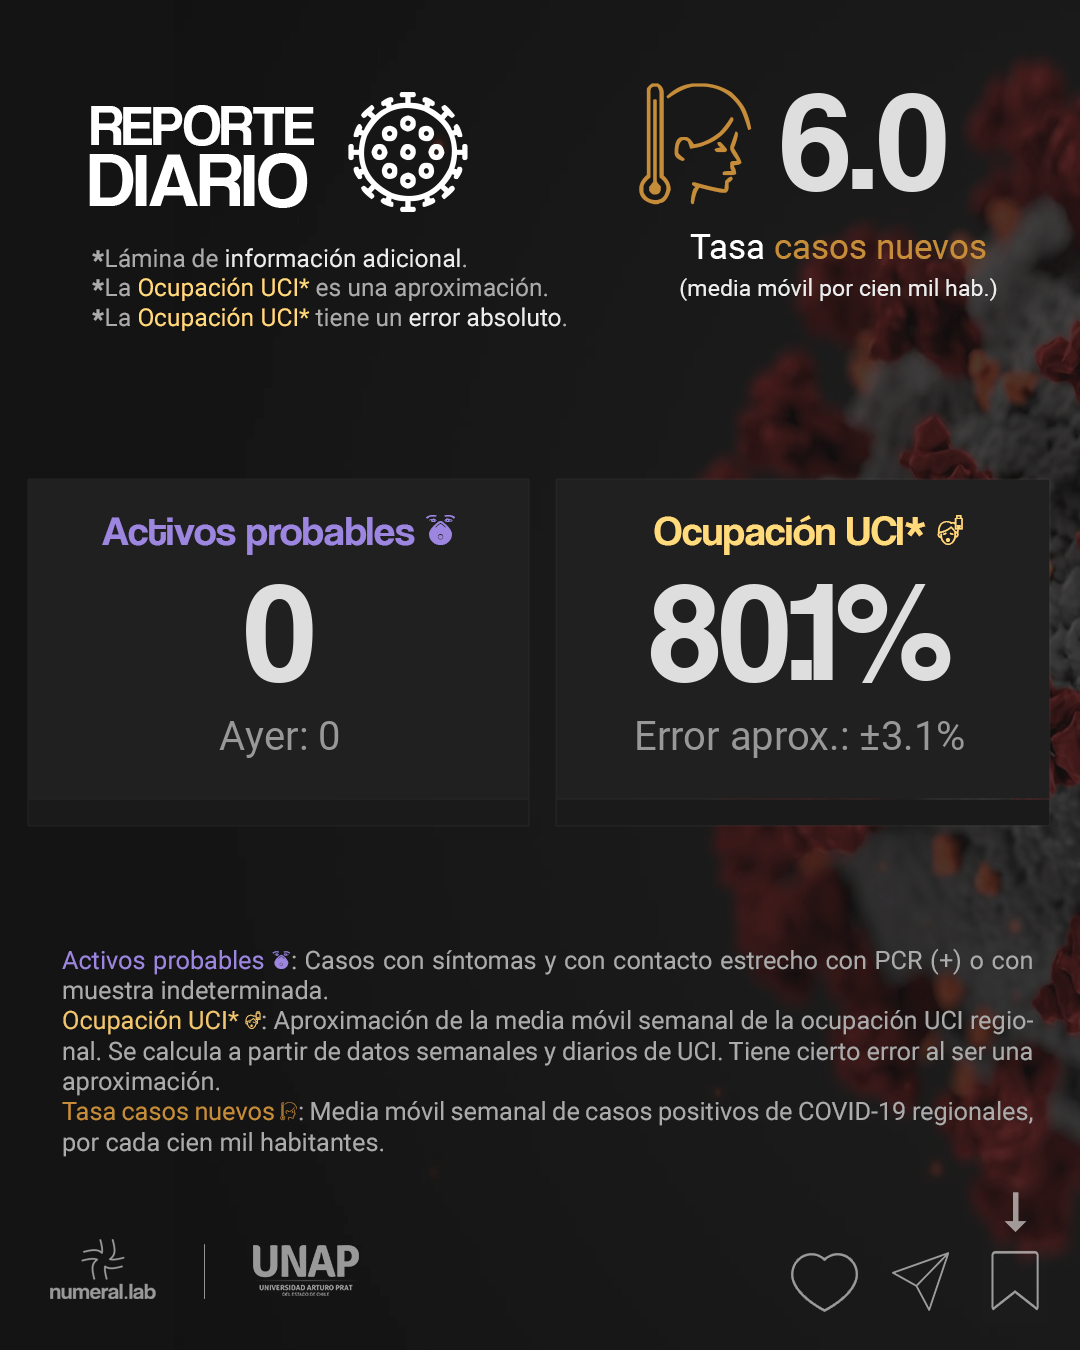 REPORTE
DIARIO
*Lámina de información adicional.
*La Ocupación UCI* es una aproximación.
*La Ocupación UCI* tiene un error absoluto.
6.0
Tasa casos nuevos
(media móvil por cien mil hab.)
Activos probables
0
Ayer: 0
Ocupación UCI*
80.1%
Error aprox.: ±3.1%
Activos probables : Casos con síntomas y con contacto estrecho con PCR (+) o con
muestra indeterminada.
Ocupación UCI* : Aproximación de la media móvil semanal de la ocupación UCI regio-
nal. Se calcula a partir de datos semanales y diarios de UCI. Tiene cierto error al ser una
aproximación.
Tasa casos nuevos : Media móvil semanal de casos positivos de COVID-19 regionales,
por cada cien mil habitantes.
numeral.lab
UNAP
UNIVERSIDAD ARTURO PRAT
DEL ESTADO DE CHILE